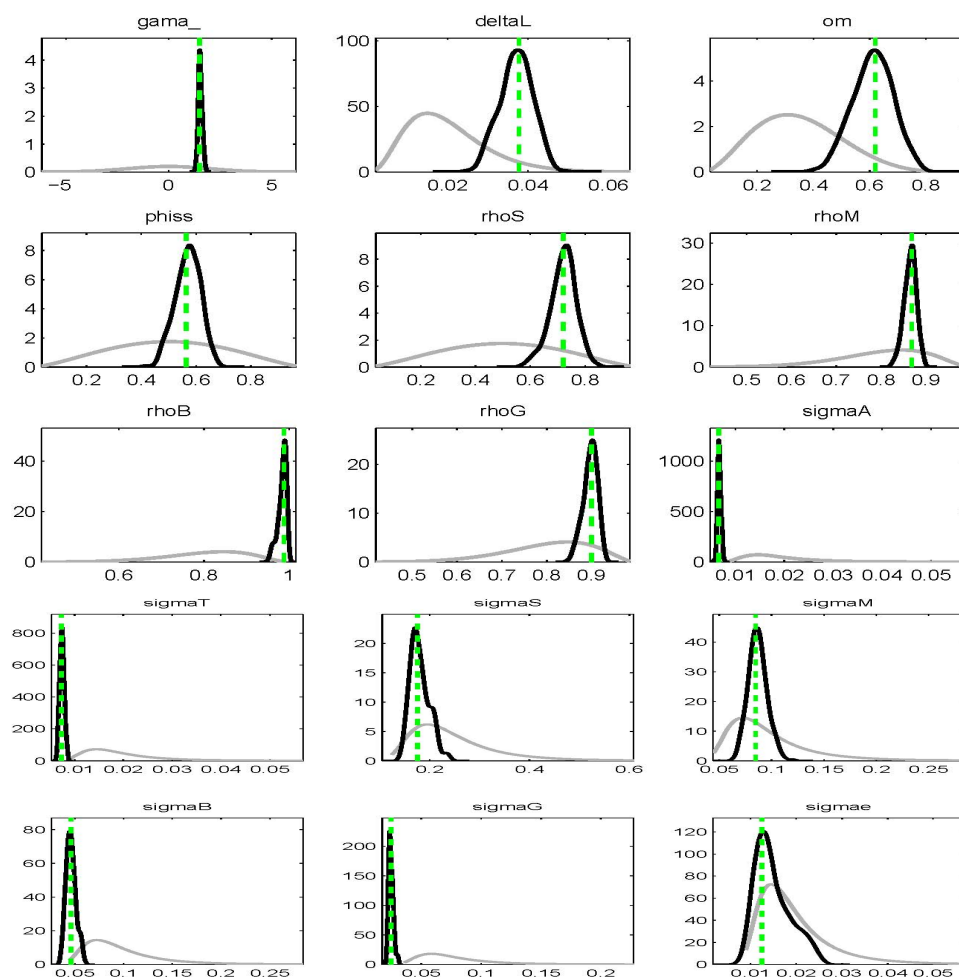 gama_ deltaL om
4 3 2 1 0
−5 0 5
100 50 0
0.02 0.04 0.06
4 2 0
0.2 0.4 0.6 0.8
phiss rhoS rhoM
8 6 4 2 0
0.2 0.4 0.6 0.8
8 6 4 2 0
0.2 0.4 0.6 0.8
30 20 10 0
0.5 0.6 0.7 0.8 0.9
rhoB rhoG sigmaA
40 20 0
0.6 0.8 1
20 10 0
0.5 0.6 0.7 0.8 0.9
1000 500 0
0.01 0.02 0.03 0.04 0.05
sigmaT sigmaS sigmaM
800 600 400 200 0
0.01 0.02 0.03 0.04 0.05
20 15 10 5 0
0.2 0.4 0.6
40 30 20 10 0
0.05 0.1 0.15 0.2 0.25
sigmaB sigmaG sigmae
80 60 40 20 0
0.05 0.1 0.15 0.2 0.25
200 150 100 50 0
0.05 0.1 0.15 0.2
120 100 80 60 40 20 0
0.01 0.02 0.03 0.04 0.05